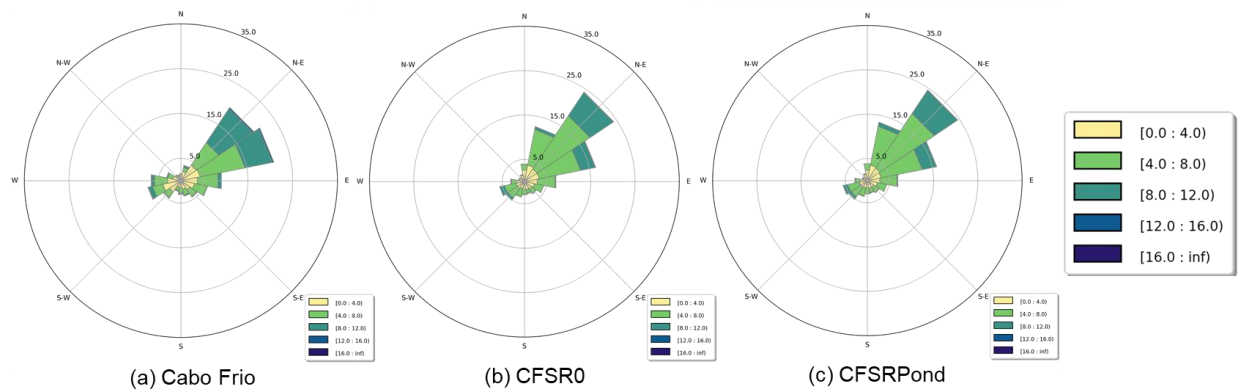 N
N-E
E
S-E
S
S-W
W
N-W
5.0
15.0
25.0
35.0
[0.0 : 4.0)
[4.0 : 8.0)
[8.0 : 12.0)
[12.0 : 16.0)
[16.0 : inf)
(a) Cabo Frio
N
N-E
E
S-E
S
S-W
W
N-W
5.0
15.0
25.0
35.0
[0.0 : 4.0)
[4.0 : 8.0)
[8.0 : 12.0)
[12.0 : 16.0)
[16.0 : inf)
(b) CFSR0
N
N-E
E
S-E
S
S-W
W
N-W
5.0
15.0
25.0
35.0
[0.0 : 4.0)
[4.0 : 8.0)
[8.0 : 12.0)
[12.0 : 16.0)
[16.0 : inf)
(c) CFSRPond
[0.0 : 4.0)
[4.0 : 8.0)
[8.0 : 12.0)
[12.0 : 16.0)
[16.0 : inf)